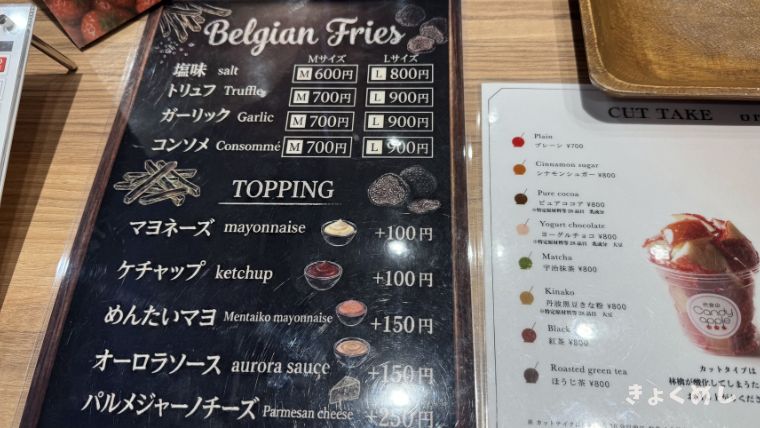 Belgian Fries
Mサイズ Lサイズ
塩味 salt M 600円 L 800円
トリュフ Truffle M 700円 L 900円
ガーリック Garlic M 700円 L 900円
コンソメ Consommé M 700円 L 900円
TOPPING
マヨネーズ mayonnaise +100円
ケチャップ ketchup +100円
めんたいマヨ Mentaiko mayonnaise +150円
オーロラソース aurora sauce +150円
パルメジャーノチーズ Parmesan cheese +250円
CUT TAKE
Plain
プレーン ¥700
Cinnamon sugar
シナモンシュガー ¥800
Pure cocoa
ピュアココア ¥800
Yogurt chocolate
ヨーグルチョコ ¥800
Matcha
宇治抹茶 ¥800
Kinako
丹波黒豆きな粉 ¥800
Black
紅茶 ¥800
Roasted green tea
ほうじ茶 ¥800
Candy
apple
カットタイプは
林檎が酸化してしまうた
きょくめし